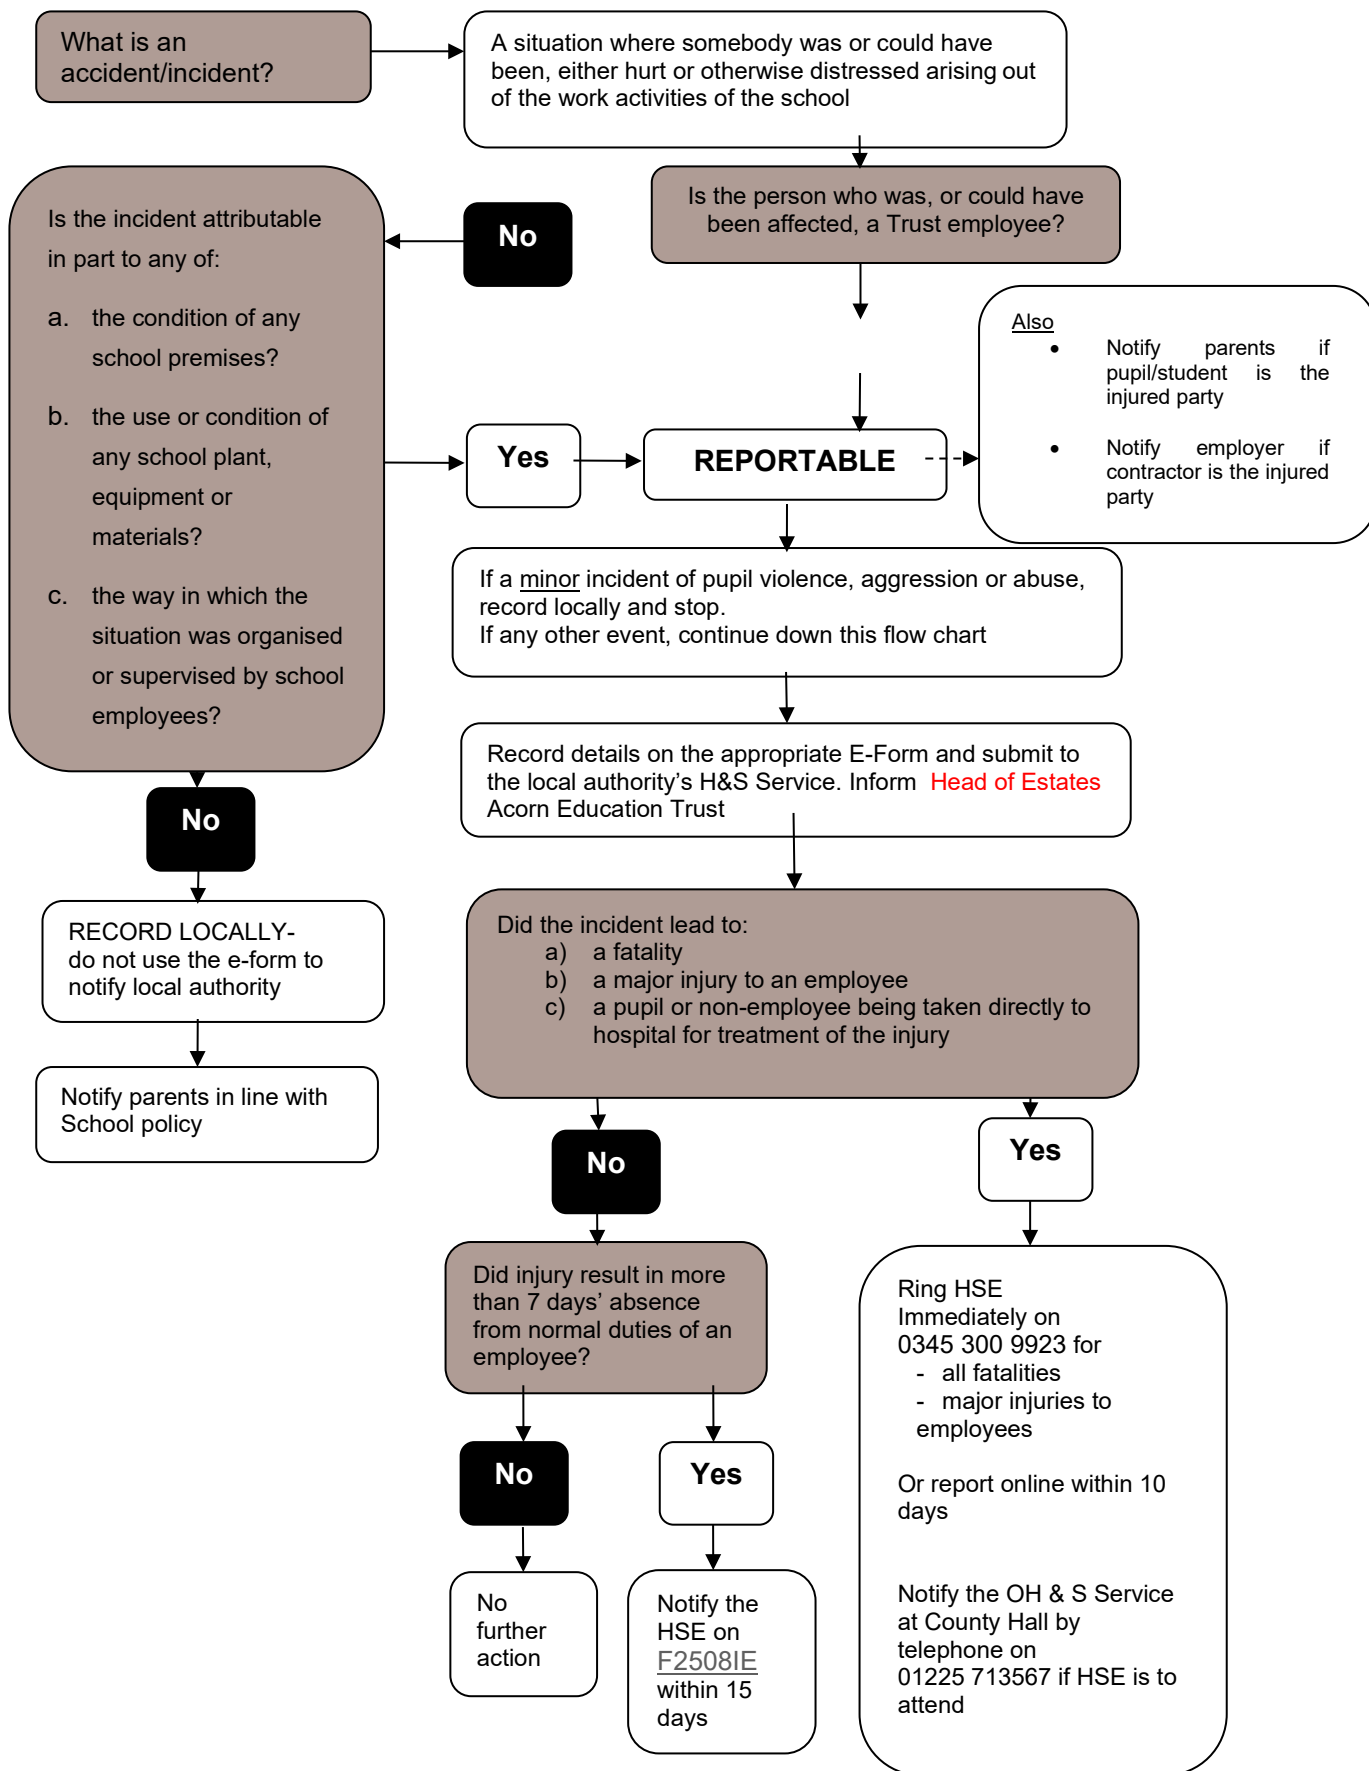 What is an
accident/incident?
A situation where somebody was or could have
been, either hurt or otherwise distressed arising out
of the work activities of the school
Is the person who was, or could have
been affected, a Trust employee?
No
Is the incident attributable
in part to any of:
a. the condition of any
school premises?
b. the use or condition of
any school plant,
equipment or
materials?
c. the way in which the
situation was organised
or supervised by school
employees?
Also
• Notify parents if
pupil/student is the
injured party
• Notify employer if
contractor is the injured
party
Yes
REPORTABLE
If a minor incident of pupil violence, aggression or abuse,
record locally and stop.
If any other event, continue down this flow chart
Record details on the appropriate E-Form and submit to
the local authority’s H&S Service. Inform Head of Estates
Acorn Education Trust
No
RECORD LOCALLY-
do not use the e-form to
notify local authority
Notify parents in line with
School policy
Did the incident lead to:
a) a fatality
b) a major injury to an employee
c) a pupil or non-employee being taken directly to
hospital for treatment of the injury
No
Yes
Did injury result in more
than 7 days’ absence
from normal duties of an
employee?
No
Yes
No
further
action
Notify the
HSE on
F2508IE
within 15
days
Ring HSE
Immediately on
0345 300 9923 for
- all fatalities
- major injuries to
employees
Or report online within 10
days
Notify the OH & S Service
at County Hall by
telephone on
01225 713567 if HSE is to
attend